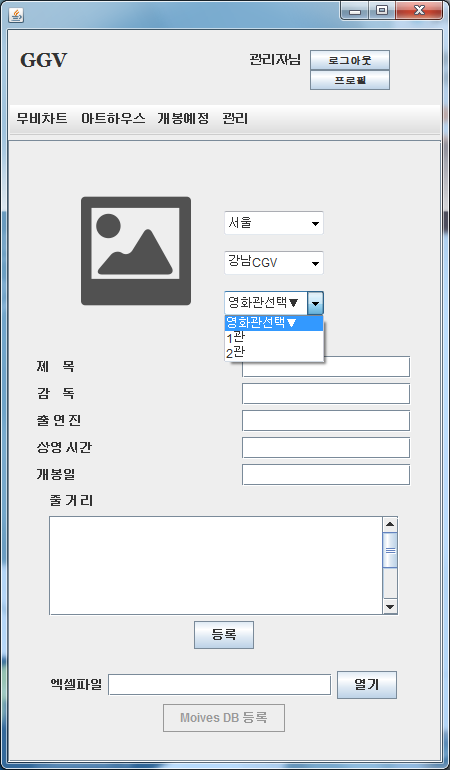 GGV
관리자님
로그아웃
프로필
무비차트 아트하우스 개봉예정 관리
서울
강남CGV
영화관선택▼
영화관선택▼
1관
2관
제 목
감 독
출 연 진
상영 시간
개봉일
줄 거 리
등록
엑셀파일
열기
Moives DB 등록